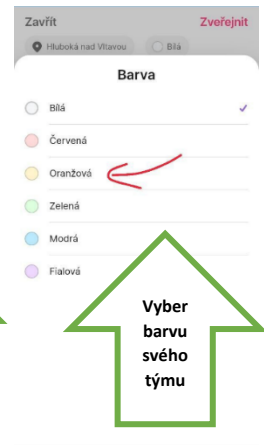 Zavřít Zveřejnit
Hluboká nad Vltavou Bílá
Barva
Bílá
Červená
Oranžová
Zelená
Modrá
Fialová
Vyber
barvu
svého
týmu